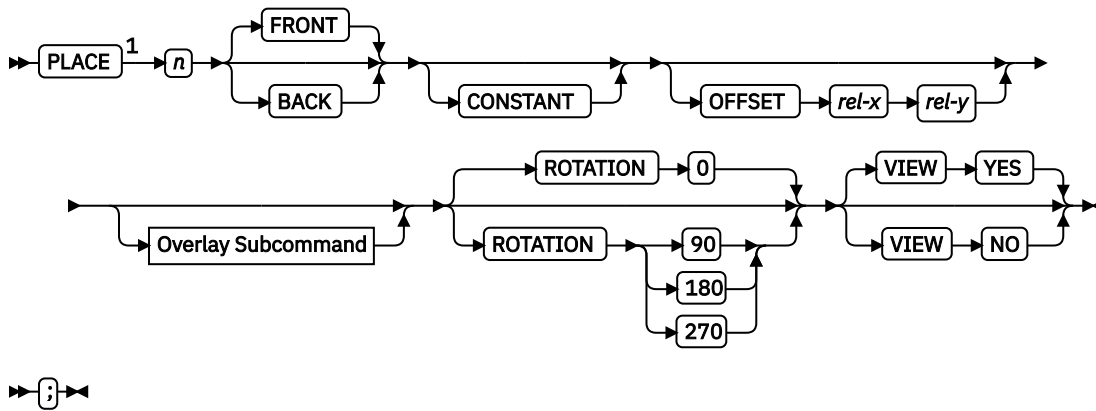 FRONT
PLACE 1 n
BACK
CONSTANT
OFFSET rel-x rel-y
ROTATION 0
VIEW YES
Overlay Subcommand
ROTATION 90
VIEW NO
180
270
;